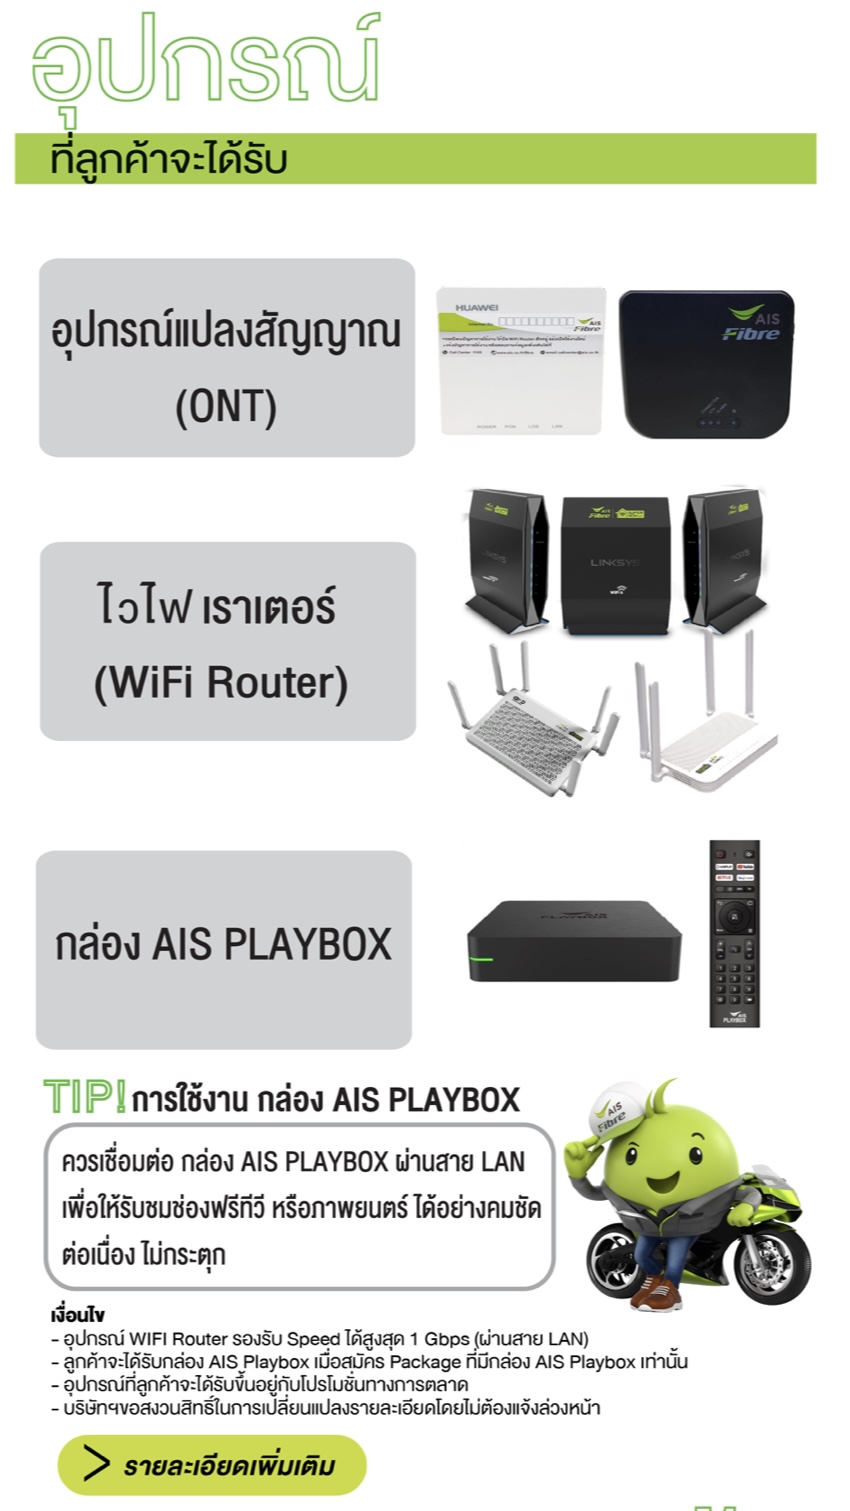 อุปกรณ์
ที่ลูกค้าจะได้รับ
อุปกรณ์แปลงสัญญาณ
(ONT)
HUAWEI
AIS
Fibre
AIS
Fibre
POWER PON LOS LAN
ไวไฟ เราเตอร์
(WiFi Router)
AIS
Fibre
LINKSYS
LINKSYS
กล่อง AIS PLAYBOX
AIS
PLAYBOX
AIS
PLAYBOX
TIP! การใช้งาน กล่อง AIS PLAYBOX
ควรเชื่อมต่อ กล่อง AIS PLAYBOX ผ่านสาย LAN
เพื่อให้รับชมช่องฟรีทีวี หรือภาพยนตร์ ได้อย่างคมชัด
ต่อเนื่อง ไม่กระตุก
AIS
Fibre
เงื่อนไข
- อุปกรณ์ WIFI Router รองรับ Speed ได้สูงสุด 1 Gbps (ผ่านสาย LAN)
- ลูกค้าจะได้รับกล่อง AIS Playbox เมื่อสมัคร Package ที่มีกล่อง AIS Playbox เท่านั้น
- อุปกรณ์ที่ลูกค้าจะได้รับขึ้นอยู่กับโปรโมชั่นทางการตลาด
- บริษัทฯขอสงวนสิทธิ์ในการเปลี่ยนแปลงรายละเอียดโดยไม่ต้องแจ้งล่วงหน้า
> รายละเอียดเพิ่มเติม